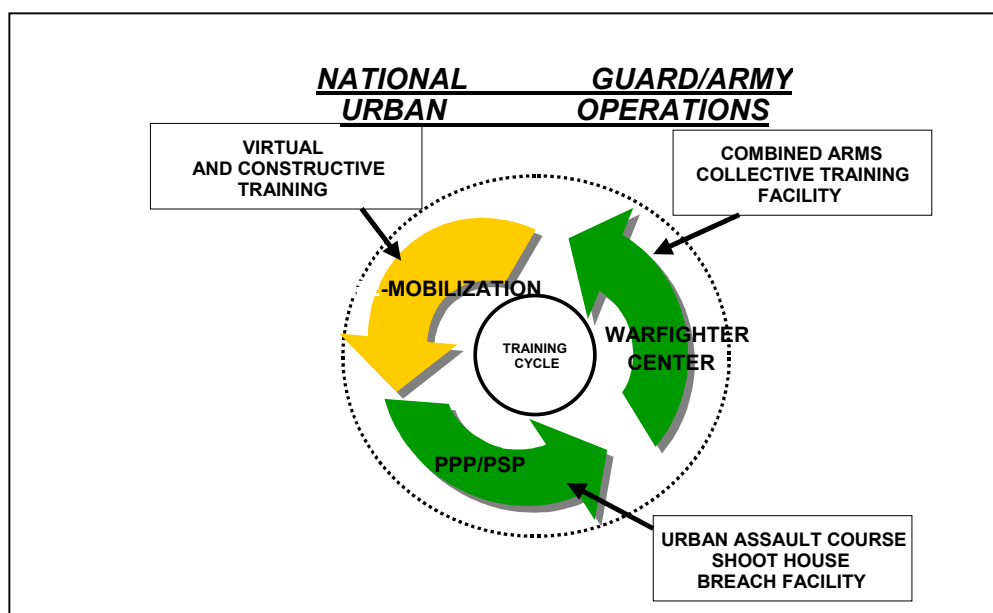 NATIONAL GUARD/ARMY
URBAN OPERATIONS
VIRTUAL
AND CONSTRUCTIVE
TRAINING
COMBINED ARMS
COLLECTIVE TRAINING
FACILITY
-MOBILIZATION
TRAINING
CYCLE
WARFIGHTER
CENTER
PPP/PSP
URBAN ASSAULT COURSE
SHOOT HOUSE
BREACH FACILITY